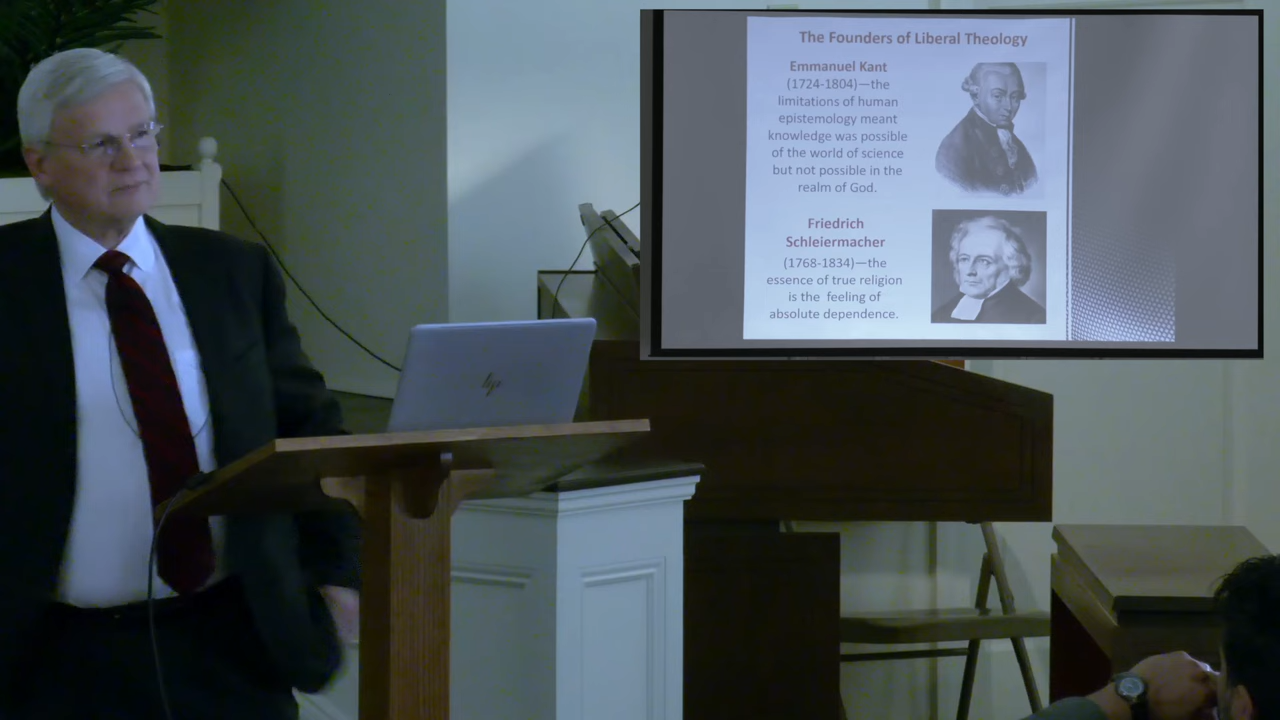 The Founders of Liberal Theology
Emmanuel Kant
(1724-1804)—the
limitations of human
epistemology meant
knowledge was possible
of the world of science
but not possible in the
realm of God.
Friedrich
Schleiermacher
(1768-1834)—the
essence of true religion
is the feeling of
absolute dependence.
hp